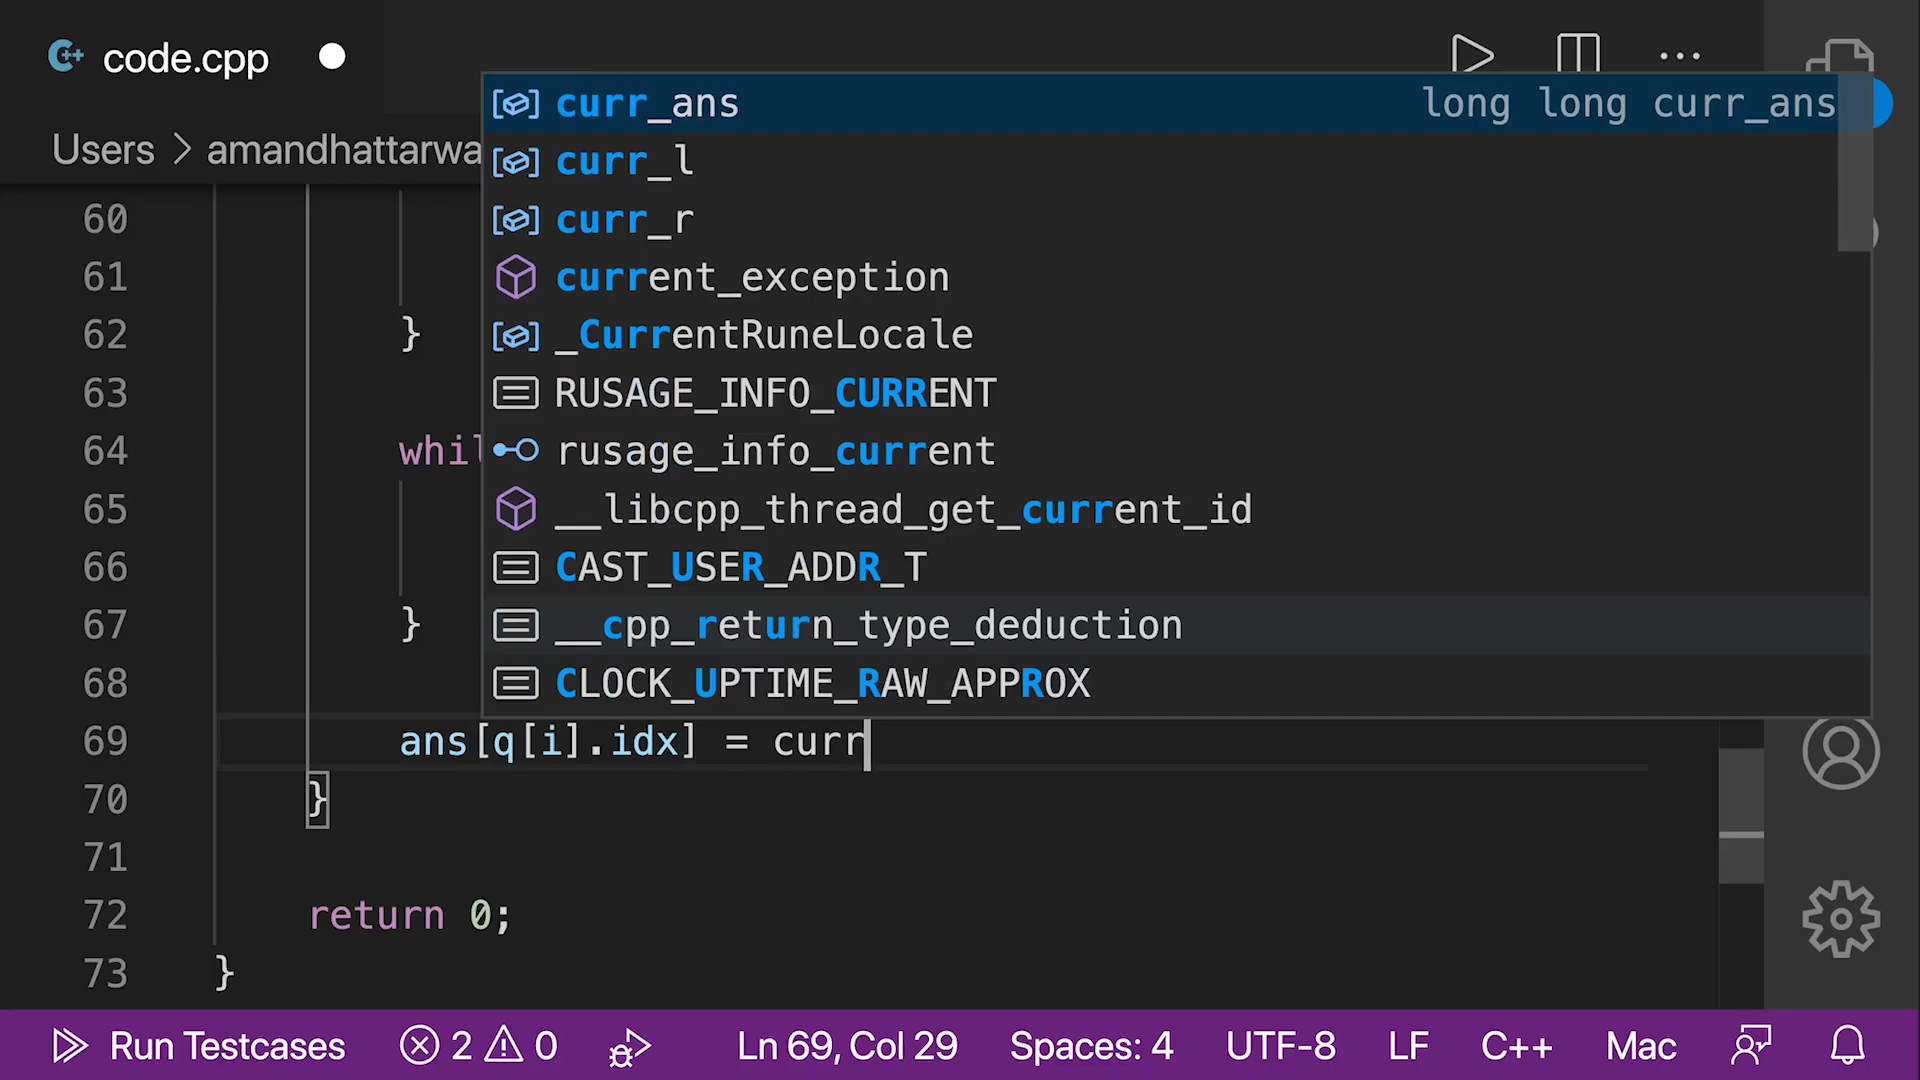 code.cpp
Users > amandhattarwa
curr_ans long long curr_ans
curr_l
curr_r
current_exception
_CurrentRuneLocale
RUSAGE_INFO_CURRENT
rusage_info_current
__libcpp_thread_get_current_id
CAST_USER_ADDR_T
__cpp_return_type_deduction
CLOCK_UPTIME_RAW_APPROX
60
61
62 }
63
64 whil
65
66
67 }
68
69 ans[q[i].idx] = curr
70 }
71
72 return 0;
73 }
Run Testcases 2 0 Ln 69, Col 29 Spaces: 4 UTF-8 LF C++ Mac